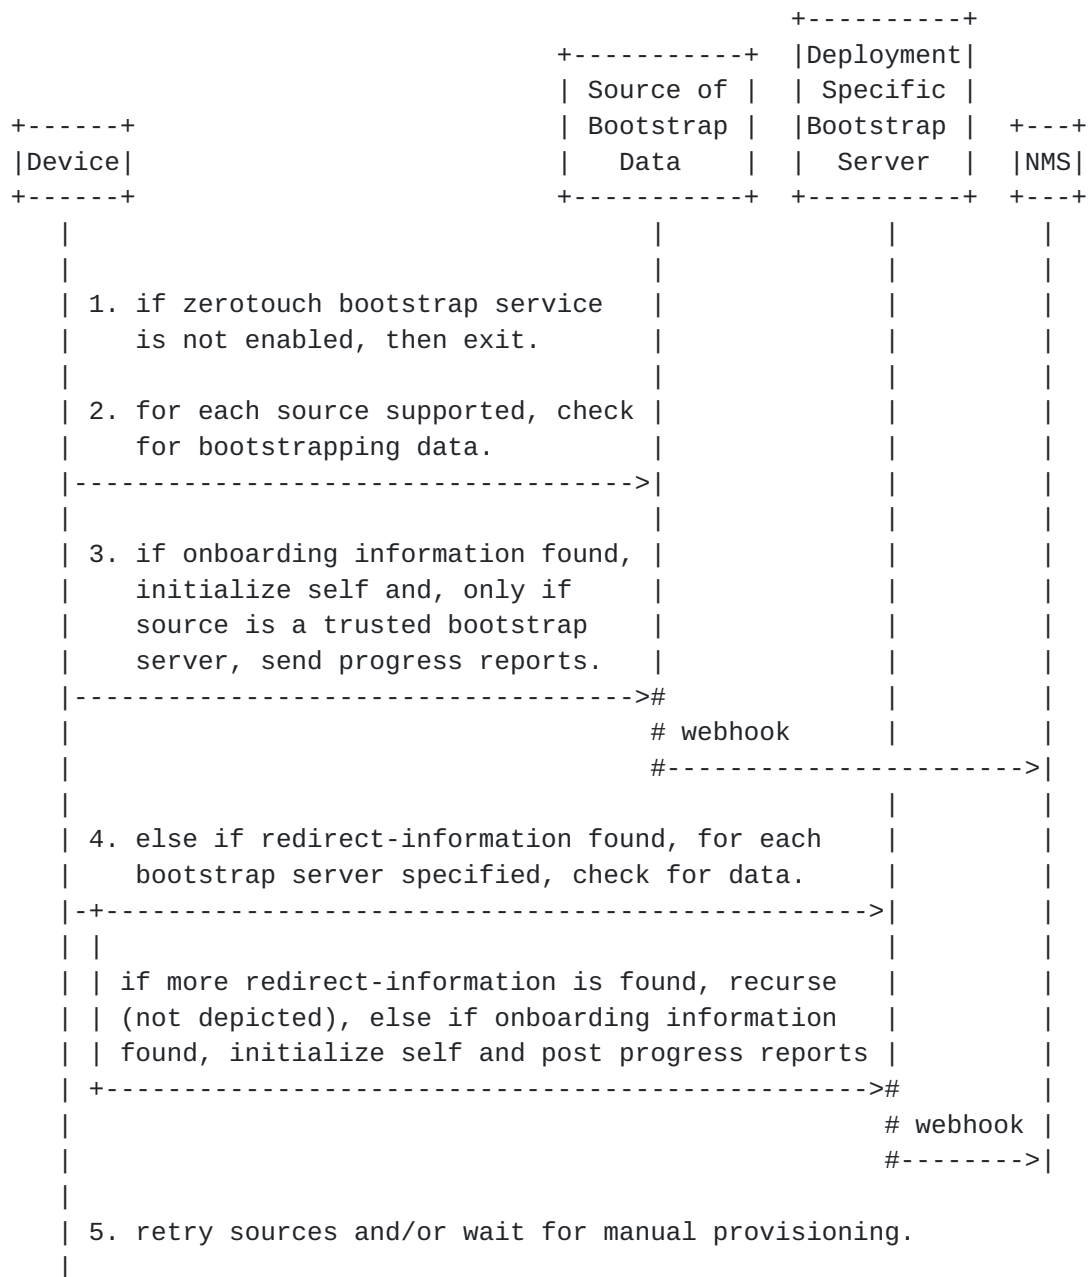 +----------+
                                     +-----------+  |Deployment|
                                     | Source of |  | Specific |
  +------+                           | Bootstrap |  |Bootstrap |  +---+
  |Device|                           |   Data    |  |  Server  |  |NMS|
  +------+                           +-----------+  +----------+  +---+
     |                                     |              |         |
     |                                     |              |         |
     | 1. if zerotouch bootstrap service   |              |         |
     |    is not enabled, then exit.       |              |         |
     |                                     |              |         |
     | 2. for each source supported, check |              |         |
     |    for bootstrapping data.          |              |         |
     |------------------------------------>|              |         |
     |                                     |              |         |
     | 3. if onboarding information found, |              |         |
     |    initialize self and, only if     |              |         |
     |    source is a trusted bootstrap    |              |         |
     |    server, send progress reports.   |              |         |
     |------------------------------------>#              |         |
     |                                     # webhook      |         |
     |                                     #----------------------->|
     |                                                    |         |
     | 4. else if redirect-information found, for each    |         |
     |    bootstrap server specified, check for data.     |         |
     |-+------------------------------------------------->|         |
     | |                                                  |         |
     | | if more redirect-information is found, recurse   |         |
     | | (not depicted), else if onboarding information   |         |
     | | found, initialize self and post progress reports |         |
     | +-------------------------------------------------->#         |
     |                                                    # webhook |
     |                                                    #-------->|
     |
     | 5. retry sources and/or wait for manual provisioning.
     |